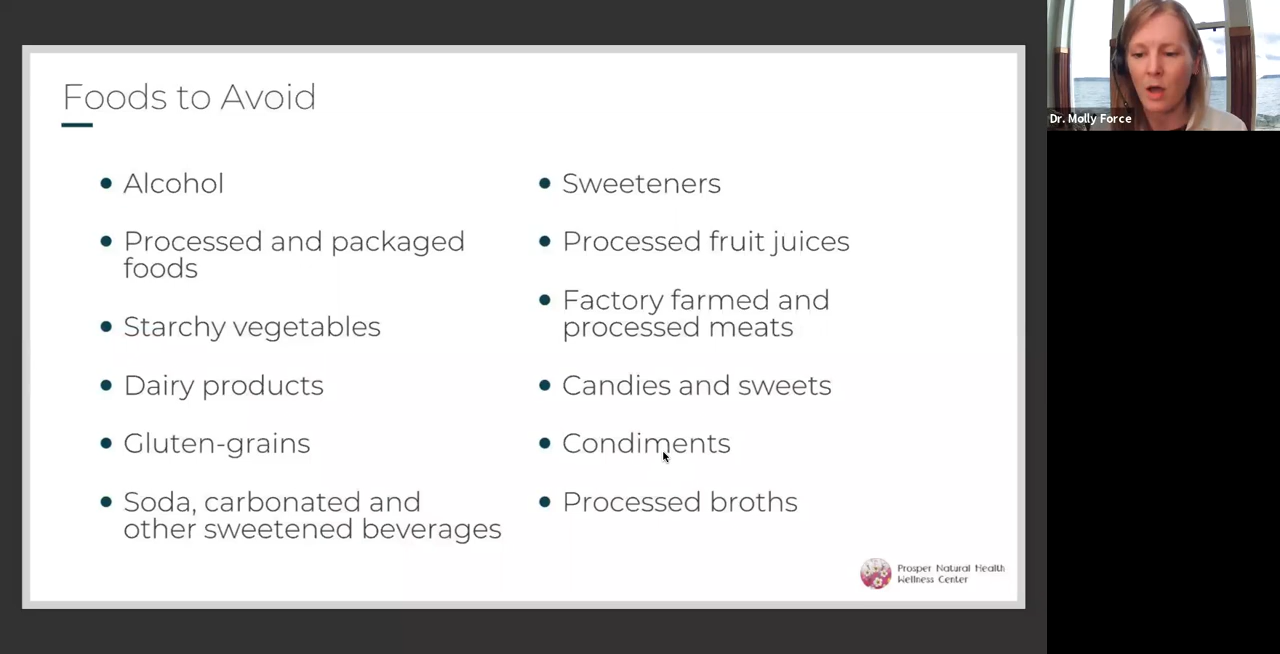 Foods to Avoid
Alcohol
Processed and packaged
foods
Starchy vegetables
Dairy products
Gluten-grains
Soda, carbonated and
other sweetened beverages
Sweeteners
Processed fruit juices
Factory farmed and
processed meats
Candies and sweets
Condiments
Processed broths
Prosper Natural Health
Wellness Center
Dr. Molly Force